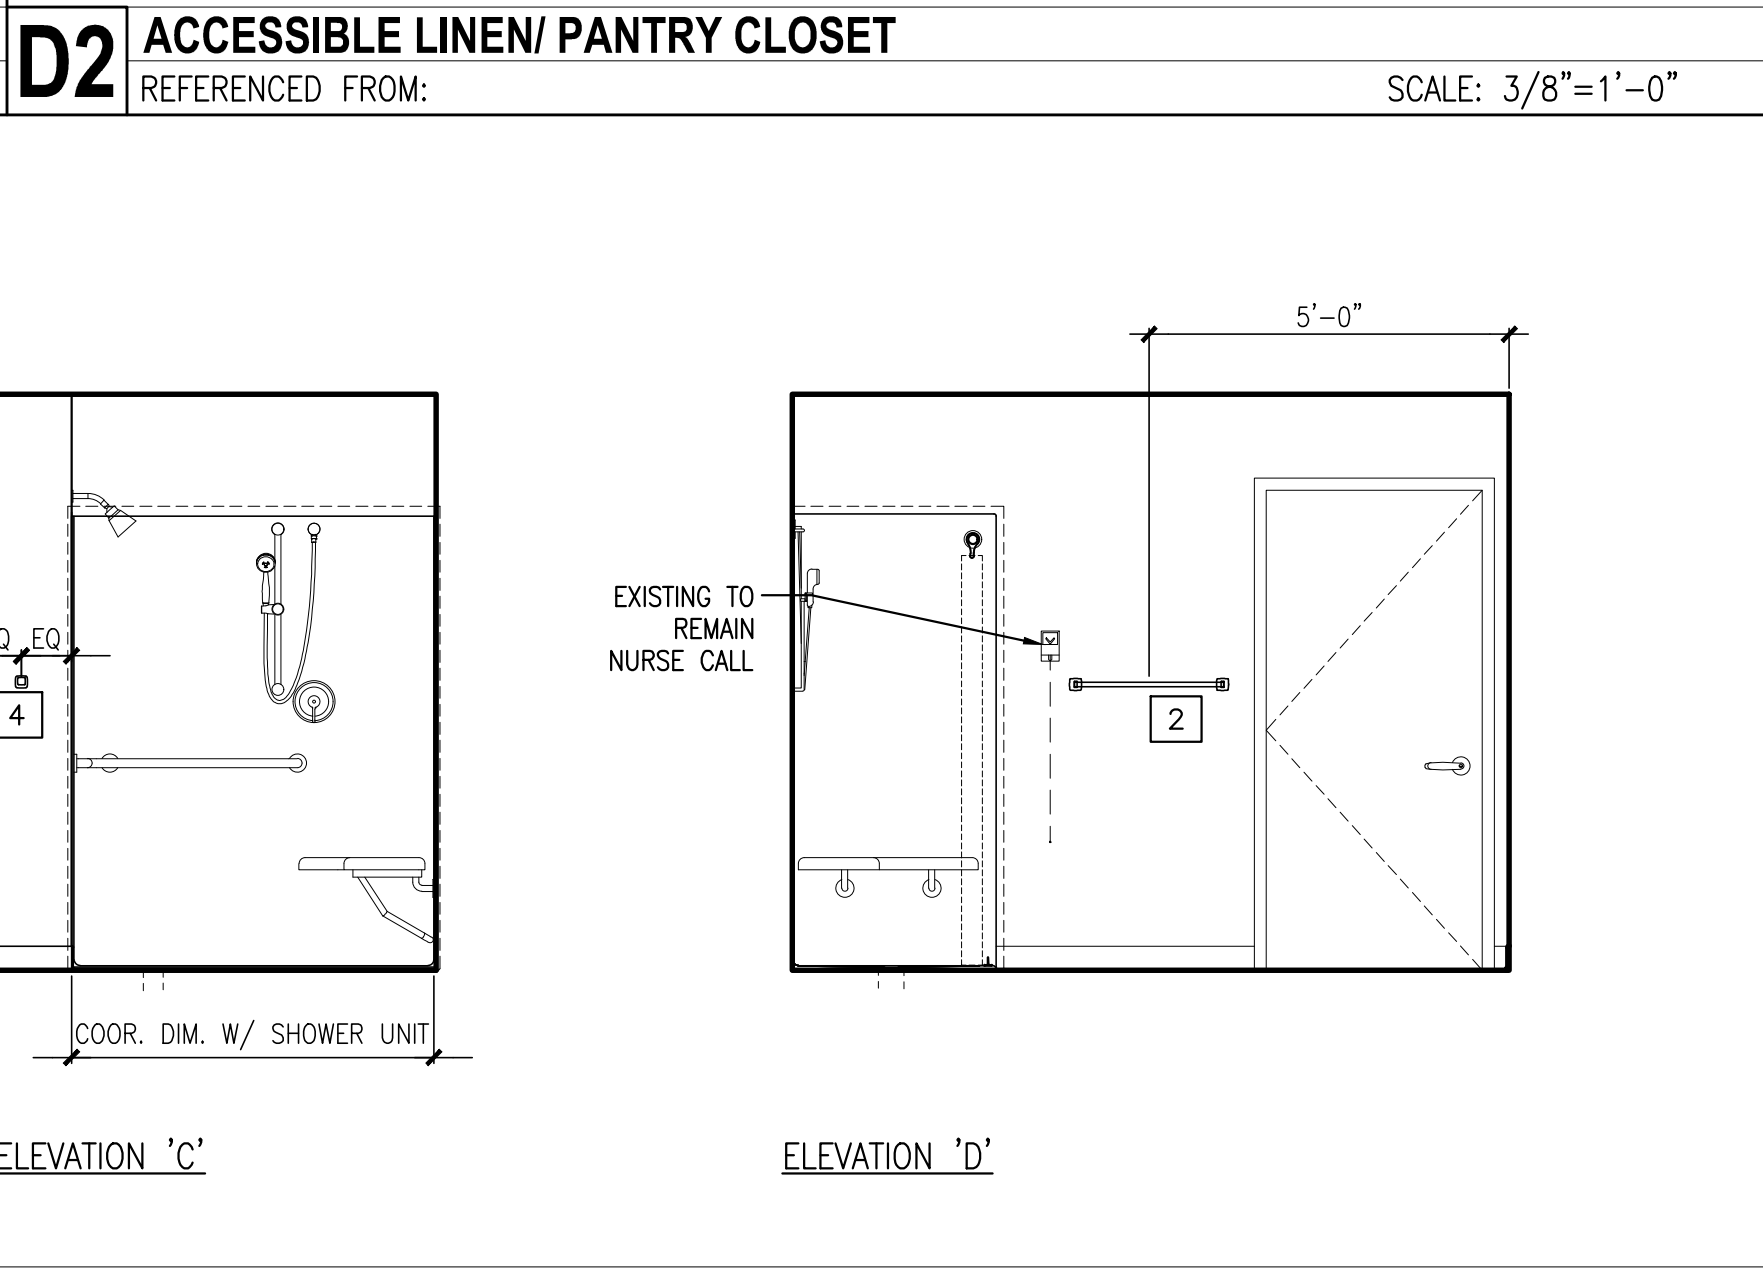 D2
ACCESSIBLE LINEN/ PANTRY CLOSET
REFERENCED FROM:
SCALE: 3/8"=1'-0"
5'-0"
EXISTING TO
REMAIN
NURSE CALL
EQ
4
2
COOR. DIM. W/ SHOWER UNIT
ELEVATION 'C'
ELEVATION 'D'